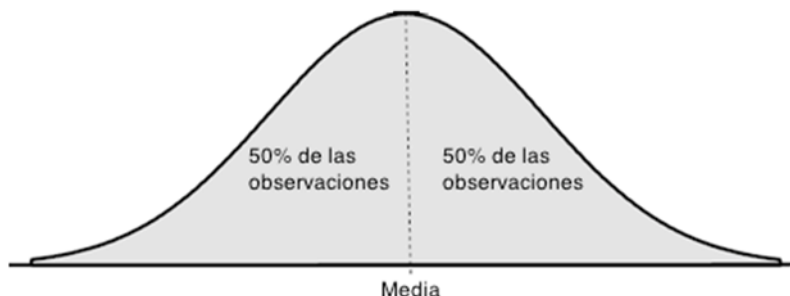 50% de las
observaciones
50% de las
observaciones
Media